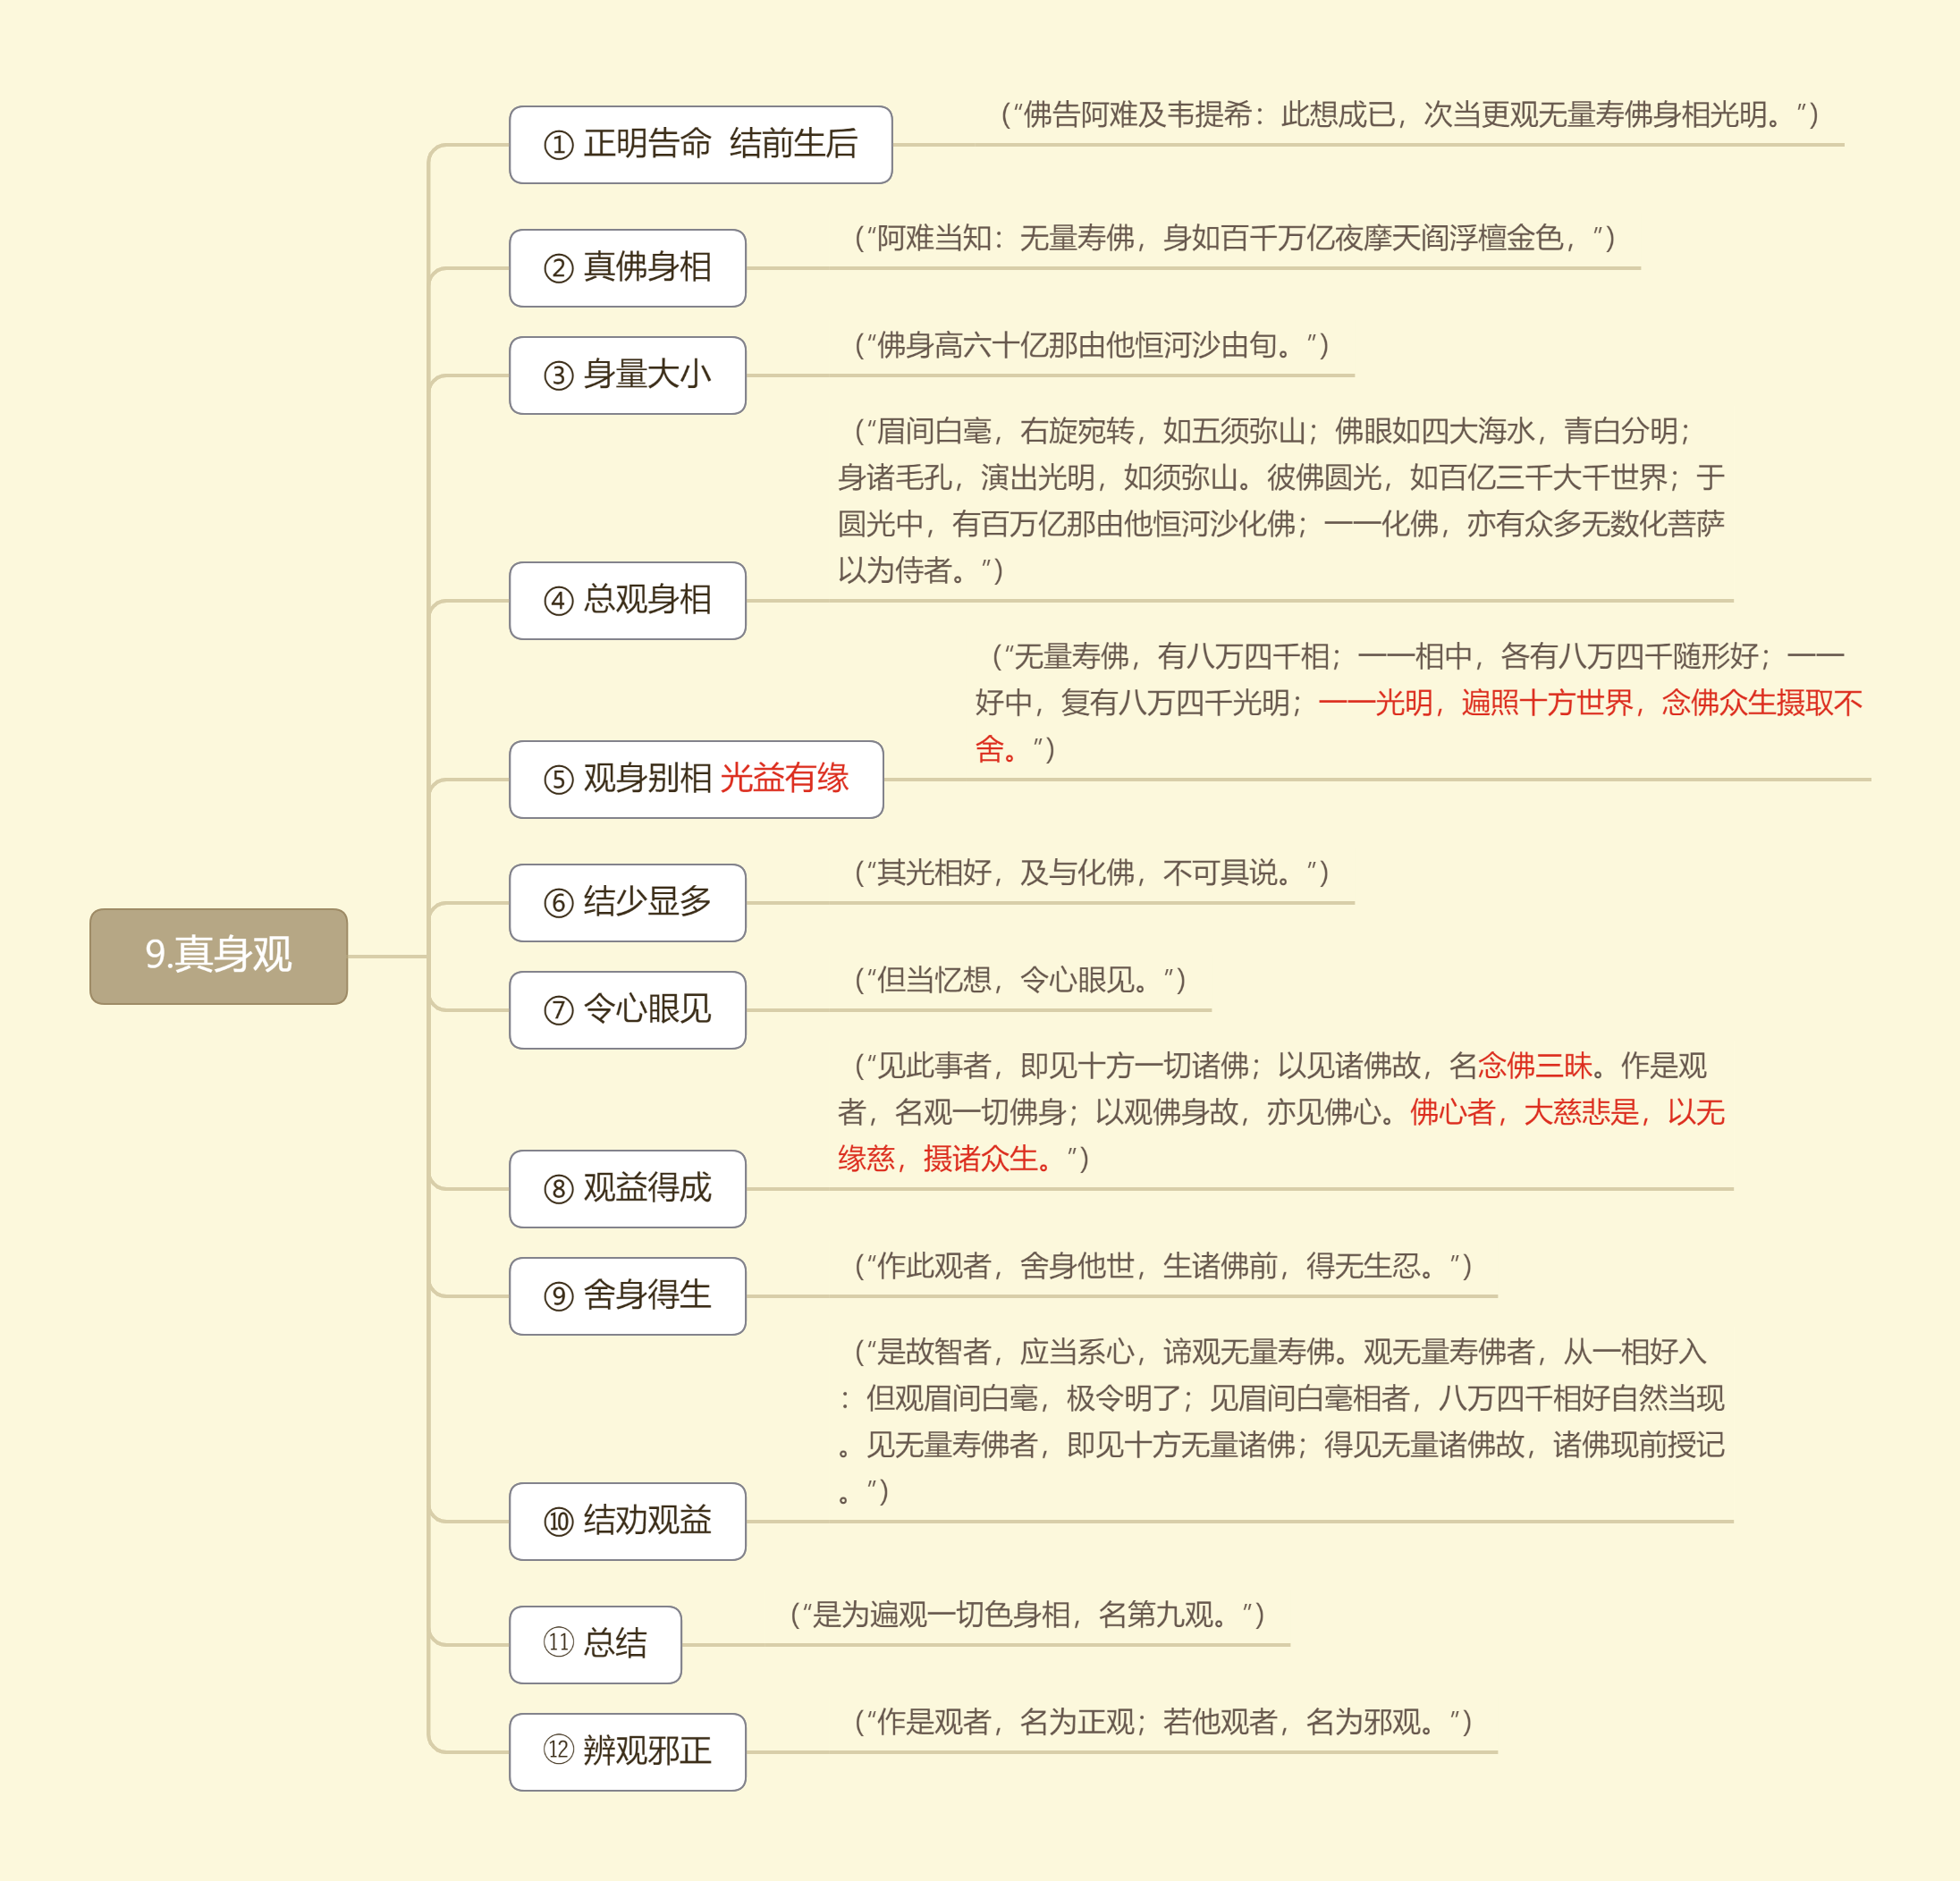 9.真身观
① 正明告命 结前生后
(“佛告阿难及韦提希：此想成已，次当更观无量寿佛身相光明。”)
② 真佛身相
(“阿难当知：无量寿佛，身如百千万亿夜摩天阎浮檀金色，”)
③ 身量大小
(“佛身高六十亿那由他恒河沙由旬。”)
④ 总观身相
(“眉间白毫，右旋宛转，如五须弥山；佛眼如四大海水，青白分明；
身诸毛孔，演出光明，如须弥山。彼佛圆光，如百亿三千大千世界；于
圆光中，有百万亿那由他恒河沙化佛；一一化佛，亦有众多无数化菩萨
以为侍者。”)
⑤ 观身别相 光益有缘
(“无量寿佛，有八万四千相；一一相中，各有八万四千随形好；一一
好中，复有八万四千光明；一一光明，遍照十方世界，念佛众生摄取不
舍。”)
⑥ 结少显多
(“其光相好，及与化佛，不可具说。”)
⑦ 令心眼见
(“但当忆想，令心眼见。”)
⑧ 观益得成
(“见此事者，即见十方一切诸佛；以见诸佛故，名念佛三昧。作是观
者，名观一切佛身；以观佛身故，亦见佛心。佛心者，大慈悲是，以无
缘慈，摄诸众生。”)
⑨ 舍身得生
(“作此观者，舍身他世，生诸佛前，得无生忍。”)
⑩ 结劝观益
(“是故智者，应当系心，谛观无量寿佛。观无量寿佛者，从一相好入
：但观眉间白毫，极令明了；见眉间白毫相者，八万四千相好自然当现
。见无量寿佛者，即见十方无量诸佛；得见无量诸佛故，诸佛现前授记
。”)
⑪ 总结
(“是为遍观一切色身相，名第九观。”)
⑫ 辨观邪正
(“作是观者，名为正观；若他观者，名为邪观。”)